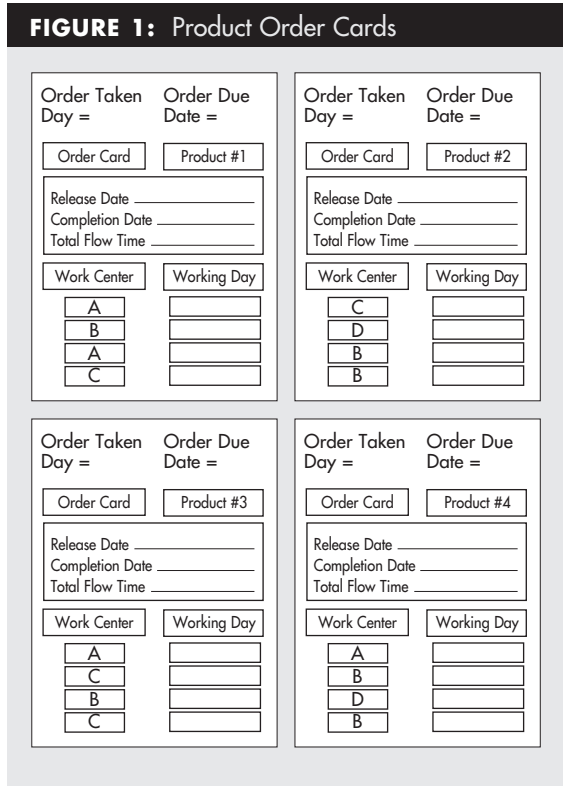 FIGURE 1: Product Order Cards
Order Taken Day =
Order Due Date =
Order Card
Product #1
Release Date
Completion Date
Total Flow Time
Work Center
Working Day
A
B
A
C
Order Taken Day =
Order Due Date =
Order Card
Product #2
Release Date
Completion Date
Total Flow Time
Work Center
Working Day
C
D
B
B
Order Taken Day =
Order Due Date =
Order Card
Product #3
Release Date
Completion Date
Total Flow Time
Work Center
Working Day
A
C
B
C
Order Taken Day =
Order Due Date =
Order Card
Product #4
Release Date
Completion Date
Total Flow Time
Work Center
Working Day
A
B
D
B